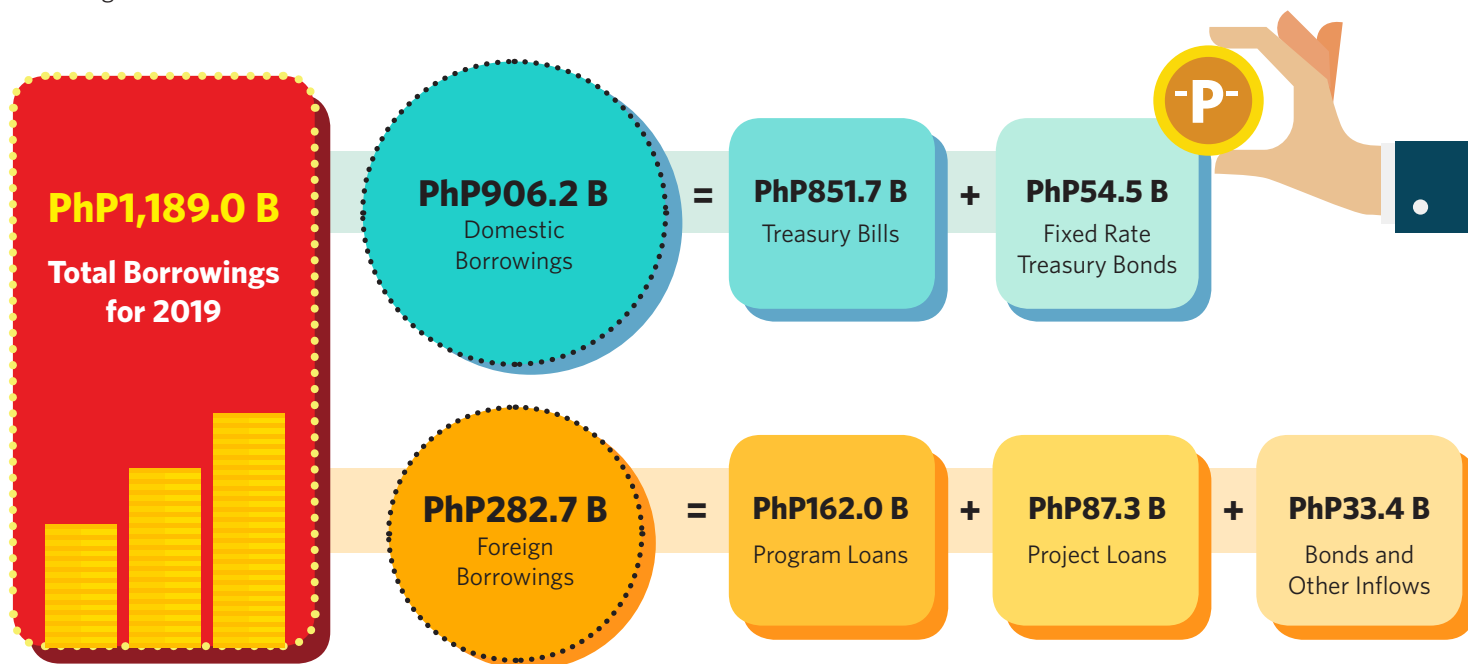 PhP1,189.0 B
Total Borrowings
for 2019
PhP906.2 B
Domestic
Borrowings
=
PhP851.7 B
Treasury Bills
+
PhP54.5 B
Fixed Rate
Treasury Bonds
-P-
PhP282.7 B
Foreign
Borrowings
=
PhP162.0 B
Program Loans
+
PhP87.3 B
Project Loans
+
PhP33.4 B
Bonds and
Other Inflows